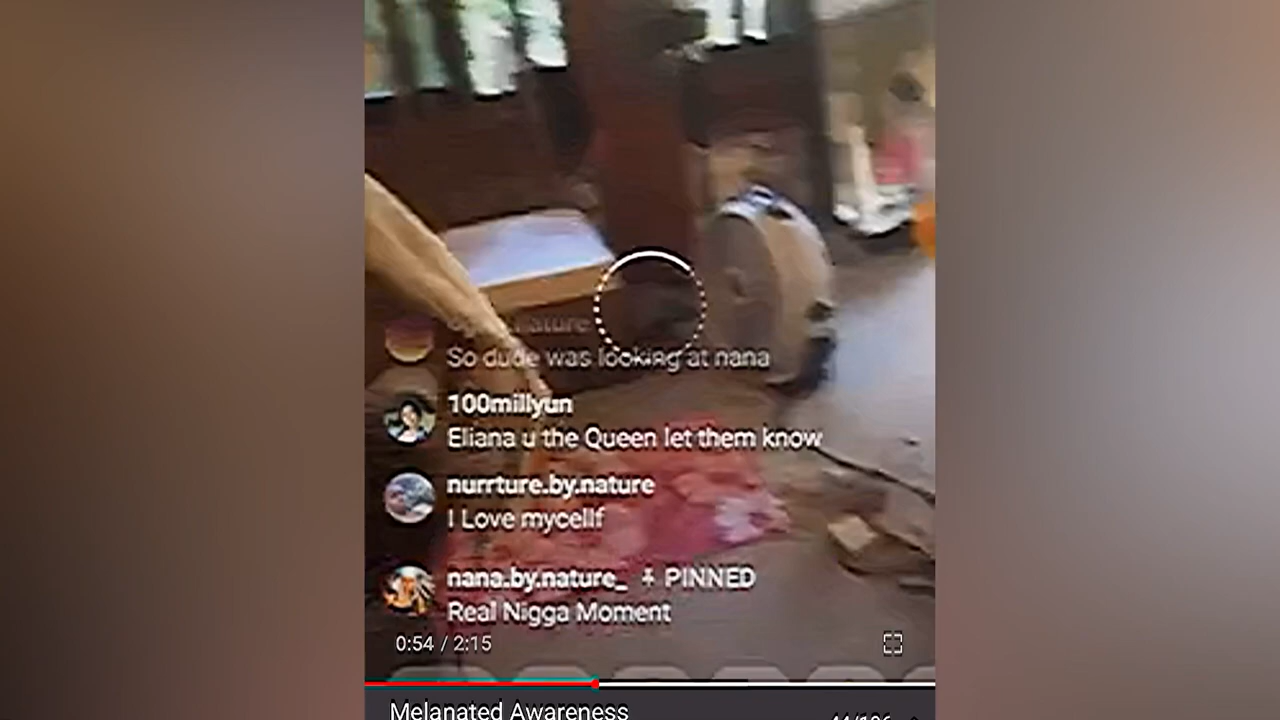 So dude was looking at nana
100millyun
Eliana u the Queen let them know
nurrture.by.nature
I Love mycellf
nana.by.nature_ PINNED
Real Nigga Moment
0:54 / 2:15
Melanated Awareness